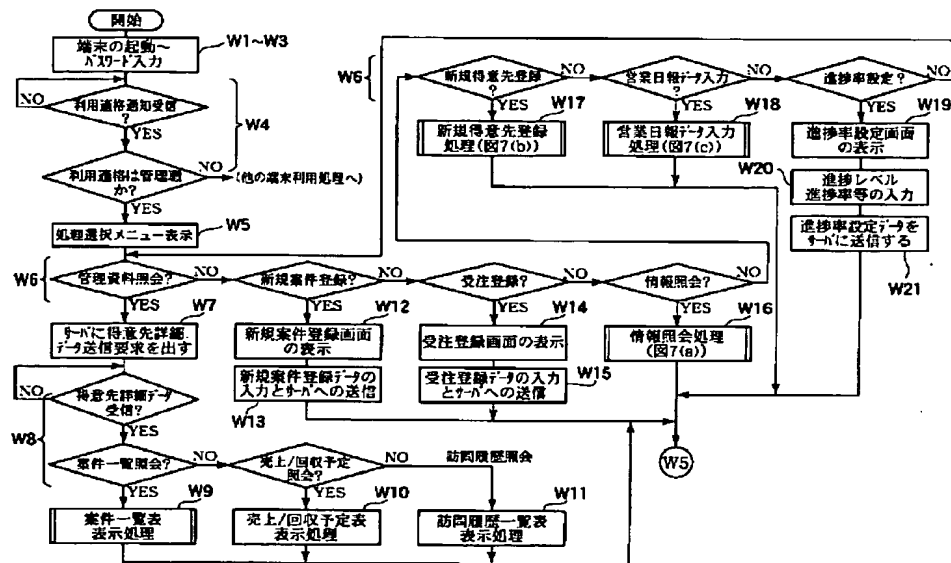 開始
端末の起動～
パスワード入力
W1～W3
利用適格通知受信
?
NO
YES
W4
利用適格は管理職
か?
NO
(他の端末利用処理へ)
YES
処理選択メニュー表示
W5
W6
管理資料照会?
NO
YES
新規案件登録?
NO
YES
受注登録?
NO
YES
情報照会?
NO
YES
W7
サーバに得意先詳細
データ送信要求を出す
W12
新規案件登録画面
の表示
新規案件登録データの
入力とサーバへの送信
W13
W14
受注登録画面の表示
受注登録データの入力
とサーバへの送信
W15
W16
情報照会処理
(図7(a))
W6
新規得意先登録
?
NO
YES
営業日報データ入力
?
NO
YES
進捗率設定?
NO
YES
W17
新規得意先登録
処理(図7(b))
W18
営業日報データ入力
処理(図7(c))
W19
進捗率設定画面
の表示
W20
進捗レベル
進捗率等の入力
進捗率設定データを
サーバに送信する
W21
W5
W8
得意先詳細データ
受信?
NO
YES
案件一覧照会?
NO
YES
売上/回収予定
照会?
NO
YES
訪問履歴照会
W9
案件一覧表
表示処理
W10
売上/回収予定表
表示処理
W11
訪問履歴一覧表
表示処理